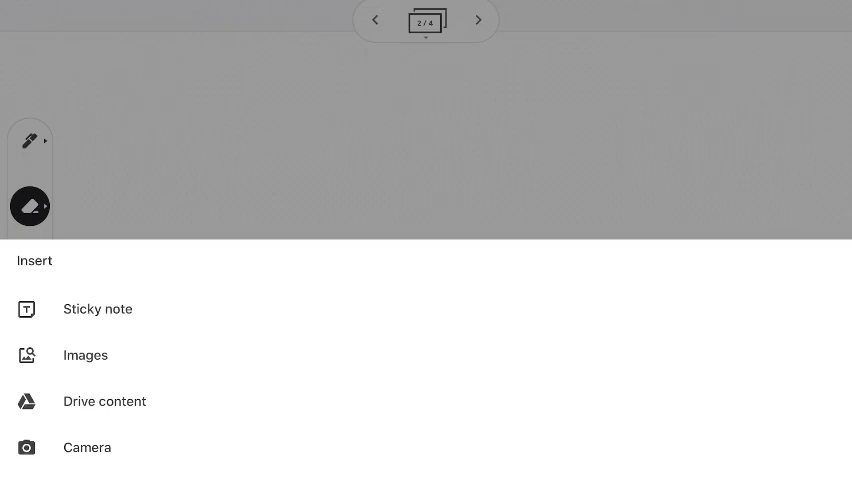 2 / 4
Insert
Sticky note
Images
Drive content
Camera